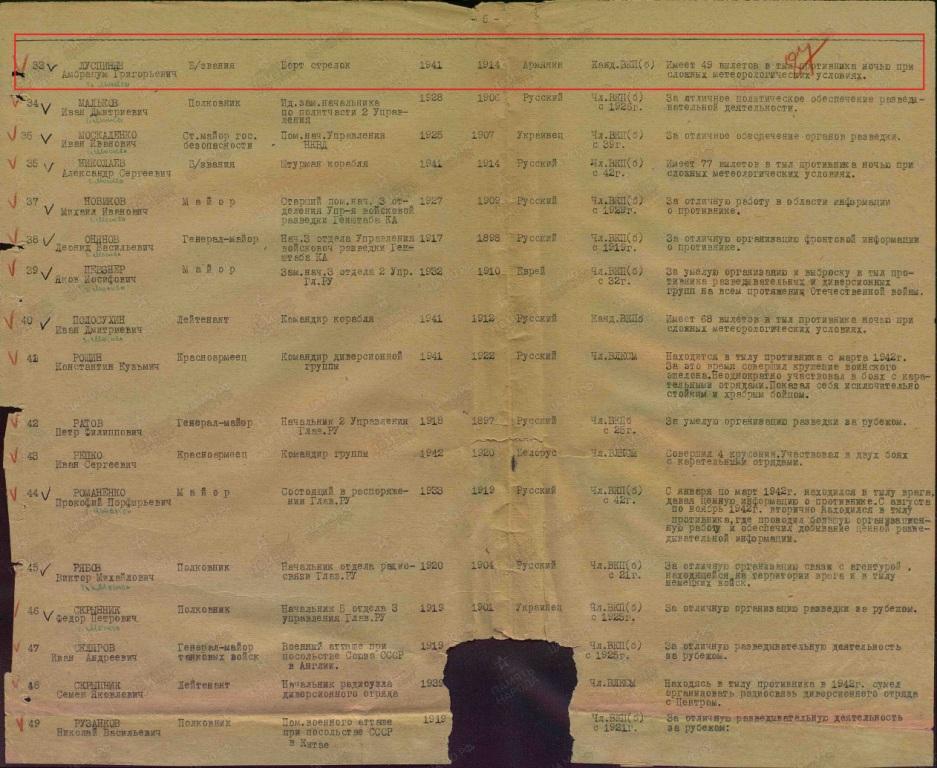 - 6 -
33 ЛУСПИНЯН Б/звания Борт стрелок 1941 1914 Армянин Канд.ВКП(б) Имеет 49 вылетов в тыл противника ночью при
Амбрацум Григорьевич сложных метеорологических условиях.
34 МАЛЬКОВ Полковник Ид.зам.начальника 1928 1906 Русский Чл.ВКП(б) За отличное политическое обеспечение разведы-
Иван Дмитриевич по политчасти 2 Управ- с 1926г. вательной деятельности.
ления
МОСКАЛЕНКО Ст.майор гос. Пом.нач.Управления 1925 1907 Украинец Чл.ВКП(б) За отличное обеспечение органов разведки.
Иван Иванович безопасности НКВД с 39г.
НИКОЛАЕВ Б/звания Штурман корабля 1941 1914 Русский Чл.ВКП(б) Имеет 77 вылетов в тыл противника ночью при
Александр Сергеевич с 42г. сложных метеорологических условиях.
37 НОВИКОВ Майор Старший пом.нач. 3 от- 1927 1909 Русский Чл.ВКП(б) За отличную работу в области информации
Михаил Иванович деления Упр-я войсковой с 1929г. о противнике.
разведки Генштаба КА
38 ОНЯНОВ Генерал-майор Нач.3 отдела Управления 1917 1898 Русский Чл.ВКП(б) За отличную организацию фронтовой информации
Леонид Васильевич войсковой разведки Ген- с 1919г. о противнике.
штаба КА
39 ПЕВЗНЕР Майор Зам.нач.3 отдела 2 Упр. 1932 1910 Еврей Чл.ВКП(б) За умелую организацию и выброску в тыл про-
Яков Иосифович Гл.РУ с 32г. тивника разведывательных и диверсионных
групп на всем протяжении Отечественной войны.
40 ПОЛОСУХИН Лейтенант Командир корабля 1941 1912 Русский Канд.ВКПб Имеет 68 вылетов в тыл противника ночью при
Иван Дмитриевич сложных метеорологических условиях.
41 РОЩИН Красноармеец Командир диверсионной 1941 1922 Русский Чл.ВЛКСМ Находится в тылу противника с марта 1942г.
Константин Кузьмич группы За это время совершил крушение воинского
эшелона.Неоднократно участвовал в боях с кара-
тельными отрядами.Показал себя исключительно
стойким и храбрым бойцом.
42 РАТОВ Генерал-майор Начальник 2 Управления 1918 1897 Русский Чл.ВКПб За умелую организацию разведки за рубежом.
Петр Филиппович Глав.РУ с 25г.
43 РЕПКО Красноармеец Командир группы 1942 1920 Белорус Чл.ВЛКСМ Совершил 4 крушения.Участвовал в двух боях
Иван Сергеевич с карательными отрядами.
44 РОМАНЕНКО Майор Состоящий в распоряже- 1933 1919 Русский Чл.ВКП(б) С января по март 1942г. находился в тылу врага,
Прокофий Порфирьевич нии Глав.РУ с 42г. давал ценную информацию о противнике.С августа
по ноябрь 1942г. вторично находился в тылу
противника,где проводил большую организацион-
ную работу и обеспечил добывание ценной разве-
дывательной информации.
45 РЯБОВ Полковник Начальник отдела радио- 1920 1904 Русский Чл.ВКП(б) За отличную организацию связи с агентурой,
Виктор Михайлович связи Глав.РУ с 21г. находящейся на территории врага и в тылу
немецких войск.
46 СКРЫННИК Полковник Начальник 5 отдела 3 1919 1901 Украинец Чл.ВКП(б) За отличную организацию разведки за рубежом.
Федор Петрович управления Глав.РУ с 1925г.
47 СКЛЯРОВ Генерал-майор Военный атташе при 1919 Чл.ВКП(б) За отличную разведывательную деятельность
Иван Андреевич танковых войск посольстве Союза СССР с 1925г. за рубежом.
в Англии.
48 СКРЫПНИК Лейтенант Начальник радиоузла 1939 Чл.ВЛКСМ Находясь в тылу противника в 1942г. сумел
Семен Яковлевич диверсионного отряда организовать радиосвязь диверсионного отряда
с Центром.
49 РУЗАНКОВ Полковник Пом.военного атташе 1919 Чл.ВКП(б) За отличную разведывательную деятельность
Николай Васильевич при посольстве СССР с 1921г. за рубежом:
в Китае